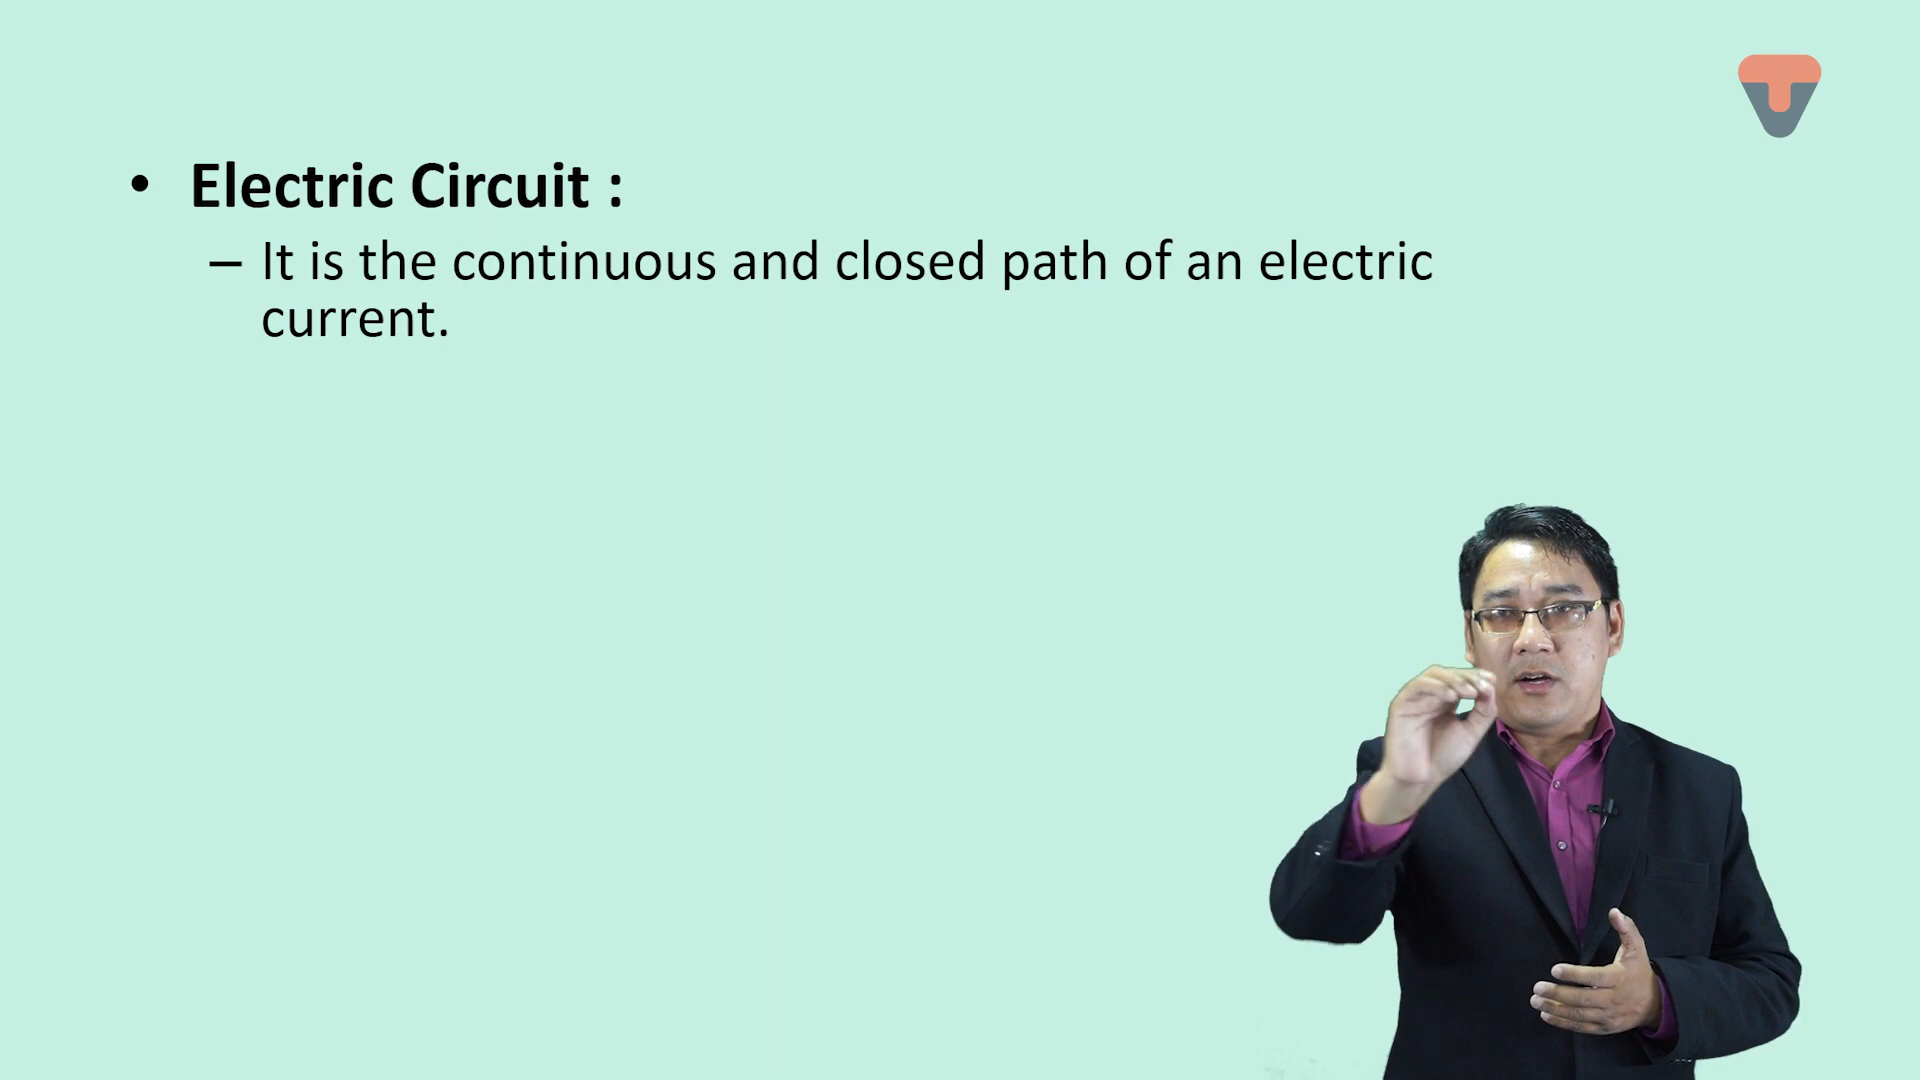 • Electric Circuit :
– It is the continuous and closed path of an electric
current.